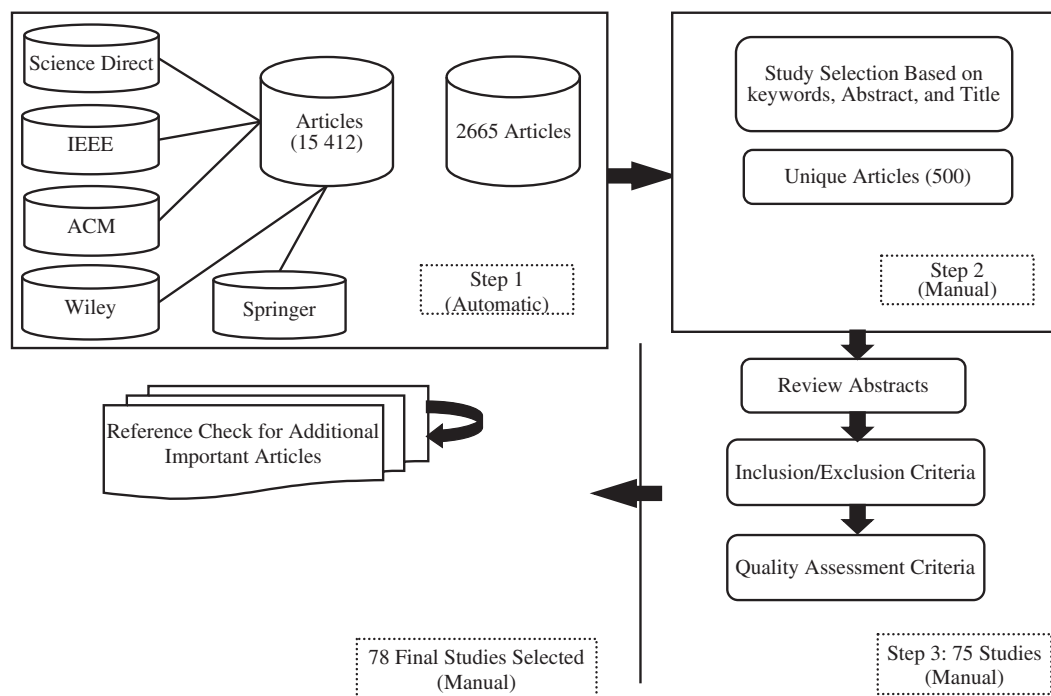 Science Direct
IEEE
ACM
Wiley
Springer
Articles
(15 412)
2665 Articles
Step 1
(Automatic)
Study Selection Based on
keywords, Abstract, and Title
Unique Articles (500)
Step 2
(Manual)
Review Abstracts
Inclusion/Exclusion Criteria
Quality Assessment Criteria
Step 3: 75 Studies
(Manual)
Reference Check for Additional
Important Articles
78 Final Studies Selected
(Manual)